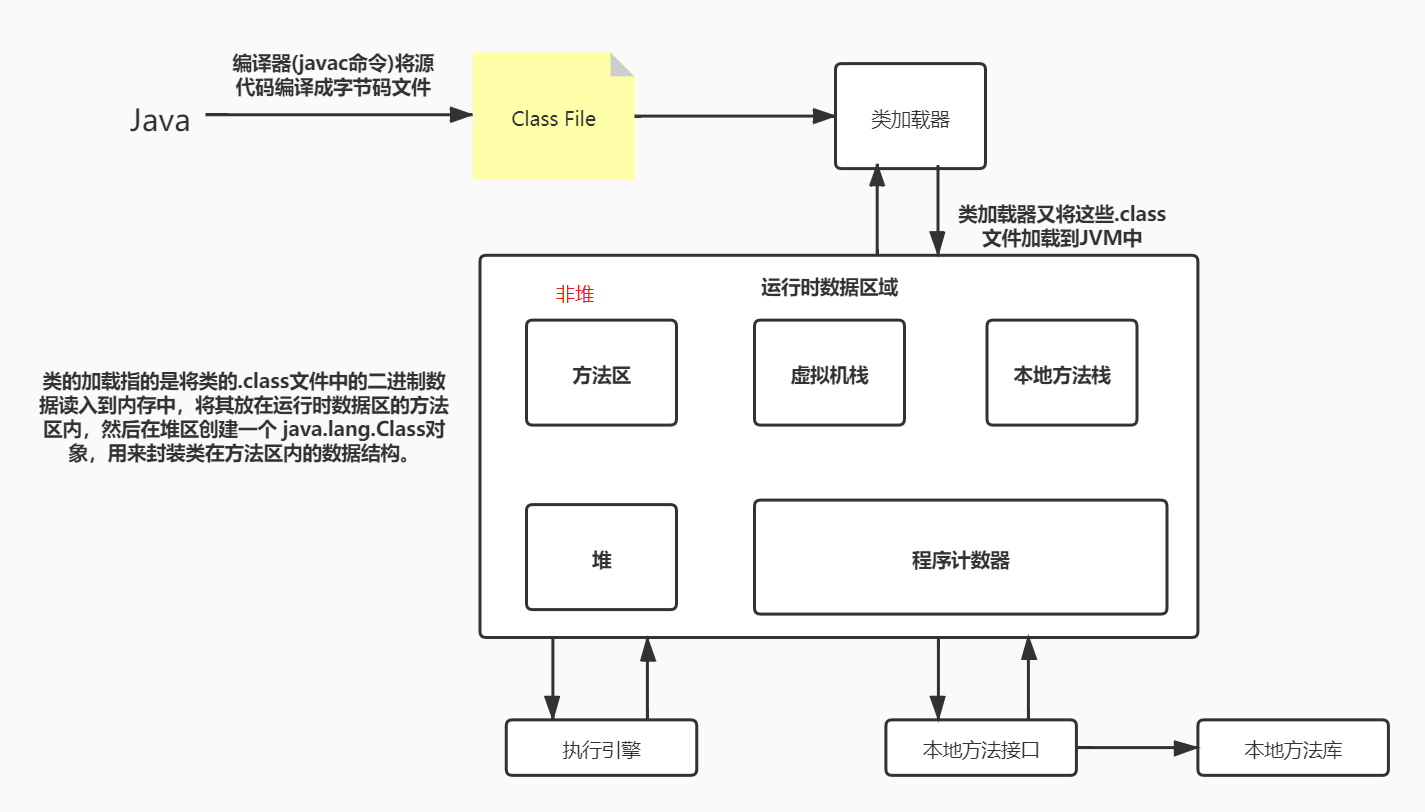 编译器(javac命令)将源
代码编译成字节码文件
Java
Class File
类加载器
类加载器又将这些.class
文件加载到JVM中
非堆
运行时数据区域
方法区
虚拟机栈
本地方法栈
类的加载指的是将类的.class文件中的二进制数
据读入到内存中，将其放在运行时数据区的方法
区内，然后在堆区创建一个 java.lang.Class对
象，用来封装类在方法区内的数据结构。
堆
程序计数器
执行引擎
本地方法接口
本地方法库